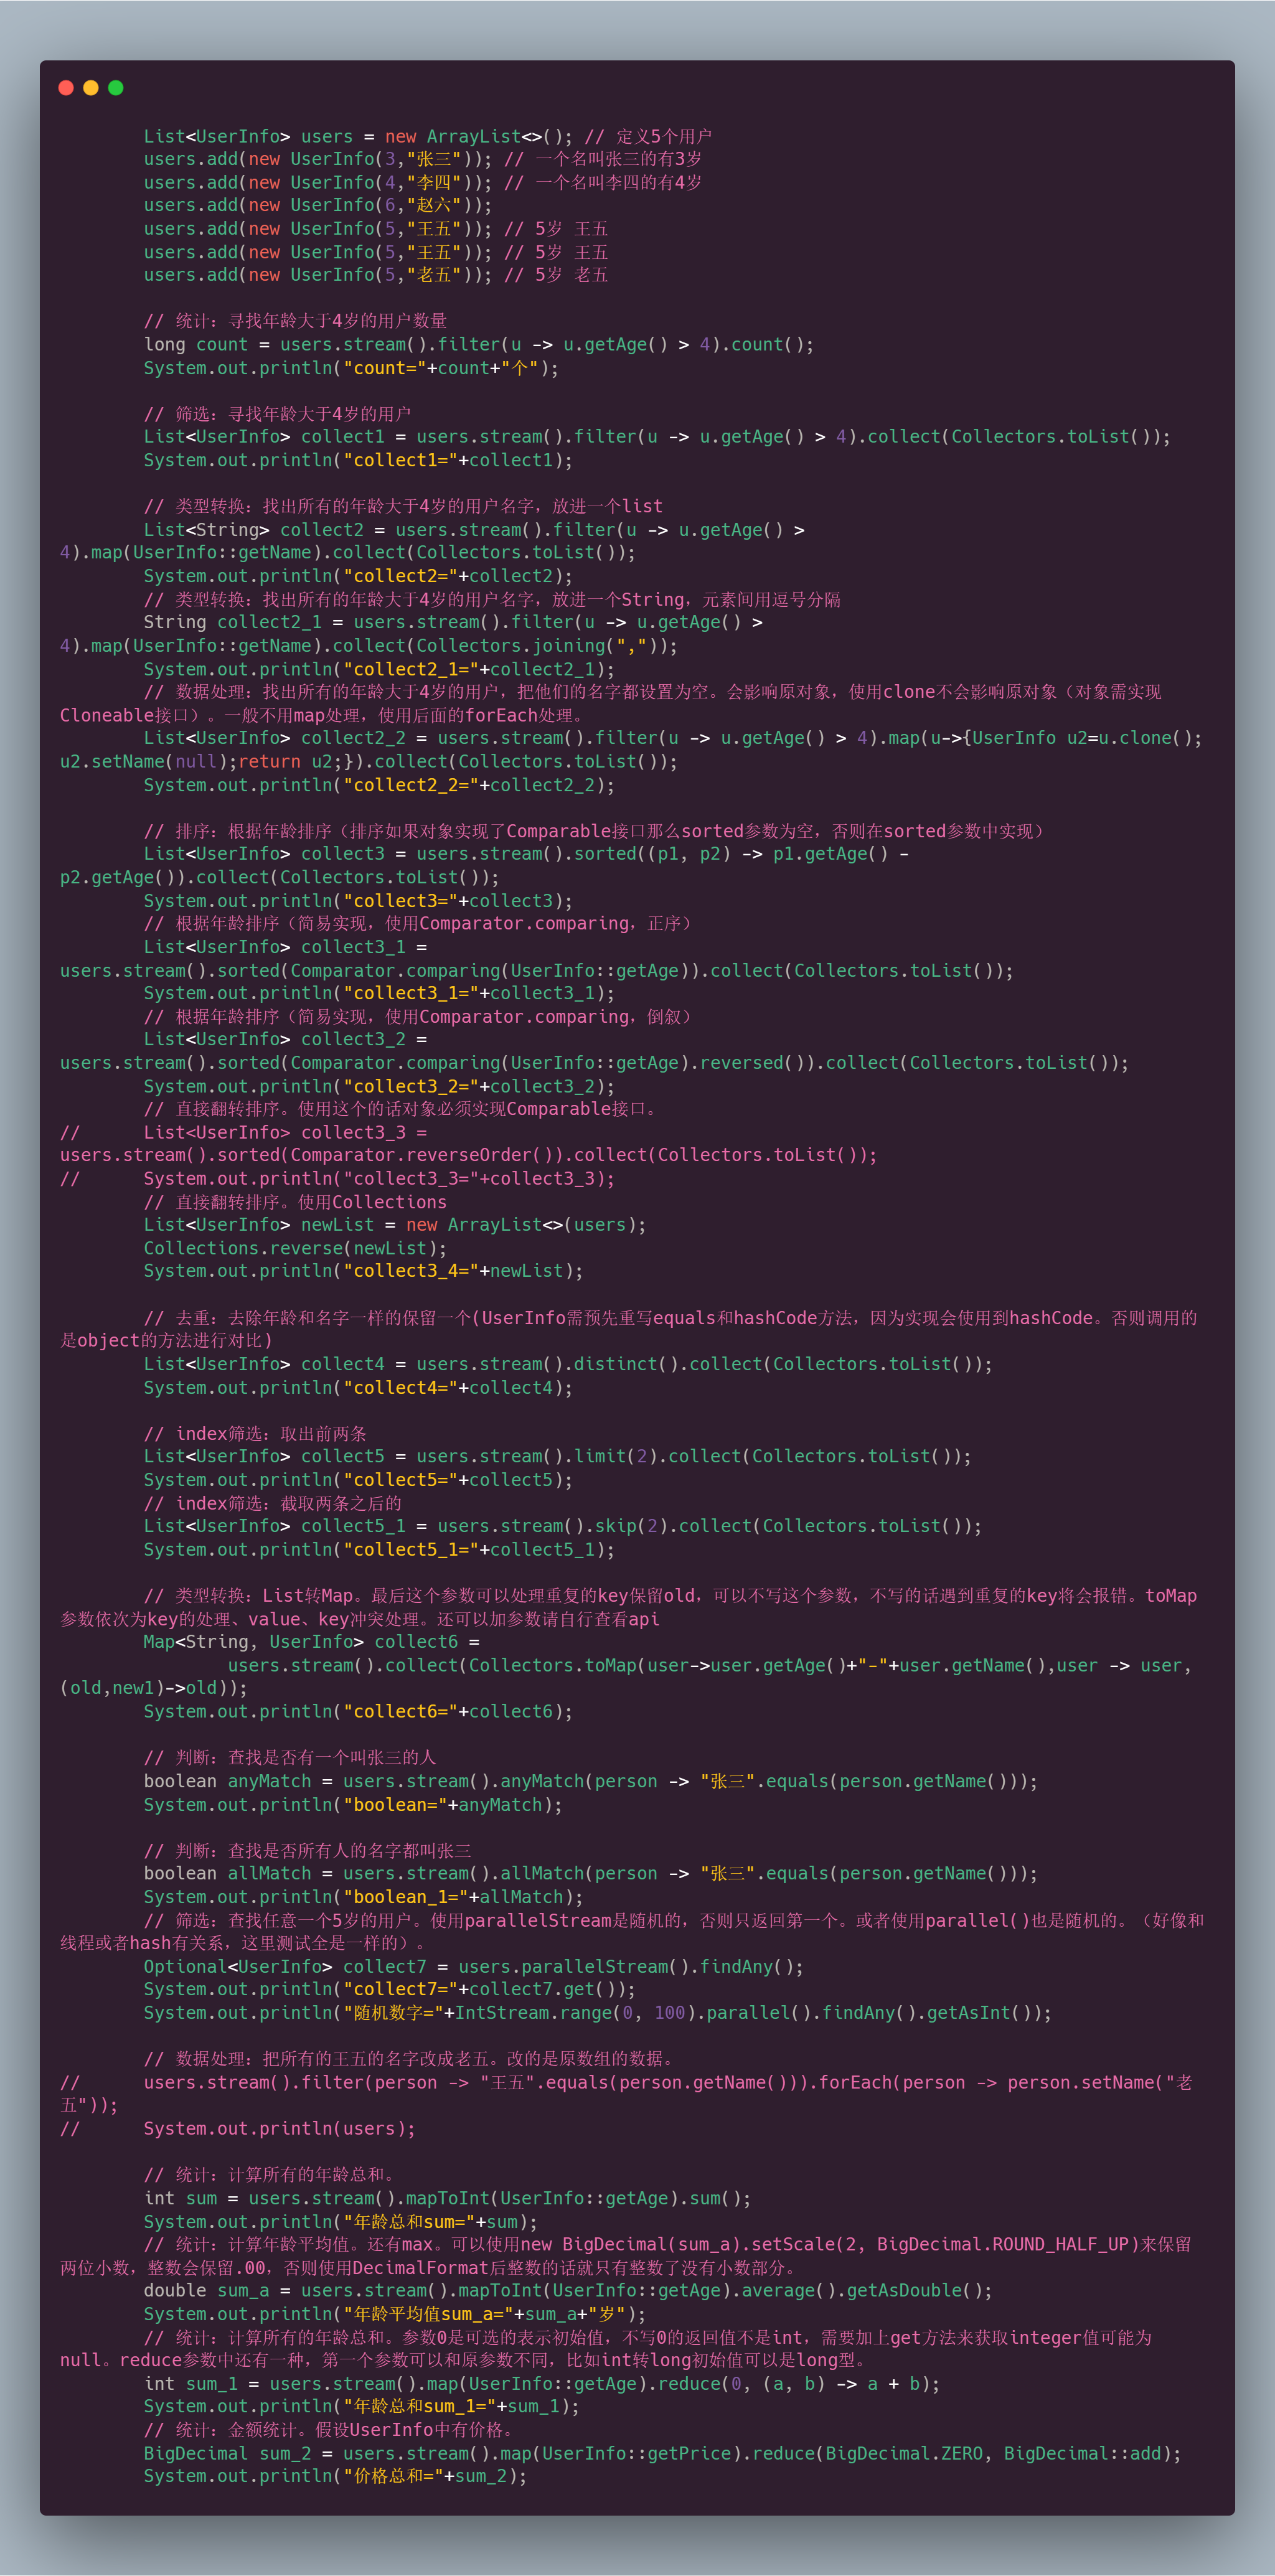 List<UserInfo> users = new ArrayList<>(); // 定义5个用户
users.add(new UserInfo(3,"张三")); // 一个名叫张三的有3岁
users.add(new UserInfo(4,"李四")); // 一个名叫李四的有4岁
users.add(new UserInfo(6,"赵六"));
users.add(new UserInfo(5,"王五")); // 5岁 王五
users.add(new UserInfo(5,"王五")); // 5岁 王五
users.add(new UserInfo(5,"老五")); // 5岁 老五
// 统计：寻找年龄大于4岁的用户数量
long count = users.stream().filter(u -> u.getAge() > 4).count();
System.out.println("count="+count+"个");
// 筛选：寻找年龄大于4岁的用户
List<UserInfo> collect1 = users.stream().filter(u -> u.getAge() > 4).collect(Collectors.toList());
System.out.println("collect1="+collect1);
// 类型转换：找出所有的年龄大于4岁的用户名字，放进一个list
List<String> collect2 = users.stream().filter(u -> u.getAge() >
4).map(UserInfo::getName).collect(Collectors.toList());
System.out.println("collect2="+collect2);
// 类型转换：找出所有的年龄大于4岁的用户名字，放进一个String，元素间用逗号分隔
String collect2_1 = users.stream().filter(u -> u.getAge() >
4).map(UserInfo::getName).collect(Collectors.joining(","));
System.out.println("collect2_1="+collect2_1);
// 数据处理：找出所有的年龄大于4岁的用户，把他们的名字都设置为空。会影响原对象，使用clone不会影响原对象（对象需实现
Cloneable接口）。一般不用map处理，使用后面的forEach处理。
List<UserInfo> collect2_2 = users.stream().filter(u -> u.getAge() > 4).map(u->{UserInfo u2=u.clone();
u2.setName(null);return u2;}).collect(Collectors.toList());
System.out.println("collect2_2="+collect2_2);
// 排序：根据年龄排序（排序如果对象实现了Comparable接口那么sorted参数为空，否则在sorted参数中实现）
List<UserInfo> collect3 = users.stream().sorted((p1, p2) -> p1.getAge() -
p2.getAge()).collect(Collectors.toList());
System.out.println("collect3="+collect3);
// 根据年龄排序（简易实现，使用Comparator.comparing，正序）
List<UserInfo> collect3_1 =
users.stream().sorted(Comparator.comparing(UserInfo::getAge)).collect(Collectors.toList());
System.out.println("collect3_1="+collect3_1);
// 根据年龄排序（简易实现，使用Comparator.comparing，倒叙）
List<UserInfo> collect3_2 =
users.stream().sorted(Comparator.comparing(UserInfo::getAge).reversed()).collect(Collectors.toList());
System.out.println("collect3_2="+collect3_2);
// 直接翻转排序。使用这个的话对象必须实现Comparable接口。
//      List<UserInfo> collect3_3 =
users.stream().sorted(Comparator.reverseOrder()).collect(Collectors.toList());
//      System.out.println("collect3_3="+collect3_3);
// 直接翻转排序。使用Collections
List<UserInfo> newList = new ArrayList<>(users);
Collections.reverse(newList);
System.out.println("collect3_4="+newList);
// 去重：去除年龄和名字一样的保留一个(UserInfo需预先重写equals和hashCode方法，因为实现会使用到hashCode。否则调用的
是object的方法进行对比)
List<UserInfo> collect4 = users.stream().distinct().collect(Collectors.toList());
System.out.println("collect4="+collect4);
// index筛选：取出前两条
List<UserInfo> collect5 = users.stream().limit(2).collect(Collectors.toList());
System.out.println("collect5="+collect5);
// index筛选：截取两条之后的
List<UserInfo> collect5_1 = users.stream().skip(2).collect(Collectors.toList());
System.out.println("collect5_1="+collect5_1);
// 类型转换：List转Map。最后这个参数可以处理重复的key保留old，可以不写这个参数，不写的话遇到重复的key将会报错。toMap
参数依次为key的处理、value、key冲突处理。还可以加参数请自行查看api
Map<String, UserInfo> collect6 =
users.stream().collect(Collectors.toMap(user->user.getAge()+"-"+user.getName(),user -> user,
(old,new1)->old));
System.out.println("collect6="+collect6);
// 判断：查找是否有一个叫张三的人
boolean anyMatch = users.stream().anyMatch(person -> "张三".equals(person.getName()));
System.out.println("boolean="+anyMatch);
// 判断：查找是否所有人的名字都叫张三
boolean allMatch = users.stream().allMatch(person -> "张三".equals(person.getName()));
System.out.println("boolean_1="+allMatch);
// 筛选：查找任意一个5岁的用户。使用parallelStream是随机的，否则只返回第一个。或者使用parallel()也是随机的。（好像和
线程或者hash有关系，这里测试全是一样的）。
Optional<UserInfo> collect7 = users.parallelStream().findAny();
System.out.println("collect7="+collect7.get());
System.out.println("随机数字="+IntStream.range(0, 100).parallel().findAny().getAsInt());
// 数据处理：把所有的王五的名字改成老五。改的是原数组的数据。
//      users.stream().filter(person -> "王五".equals(person.getName())).forEach(person -> person.setName("老
五"));
//      System.out.println(users);
// 统计：计算所有的年龄总和。
int sum = users.stream().mapToInt(UserInfo::getAge).sum();
System.out.println("年龄总和sum="+sum);
// 统计：计算年龄平均值。还有max。可以使用new BigDecimal(sum_a).setScale(2, BigDecimal.ROUND_HALF_UP)来保留
两位小数，整数会保留.00，否则使用DecimalFormat后整数的话就只有整数了没有小数部分。
double sum_a = users.stream().mapToInt(UserInfo::getAge).average().getAsDouble();
System.out.println("年龄平均值sum_a="+sum_a+"岁");
// 统计：计算所有的年龄总和。参数0是可选的表示初始值，不写0的返回值不是int，需要加上get方法来获取integer值可能为
null。reduce参数中还有一种，第一个参数可以和原参数不同，比如int转long初始值可以是long型。
int sum_1 = users.stream().map(UserInfo::getAge).reduce(0, (a, b) -> a + b);
System.out.println("年龄总和sum_1="+sum_1);
// 统计：金额统计。假设UserInfo中有价格。
BigDecimal sum_2 = users.stream().map(UserInfo::getPrice).reduce(BigDecimal.ZERO, BigDecimal::add);
System.out.println("价格总和="+sum_2);